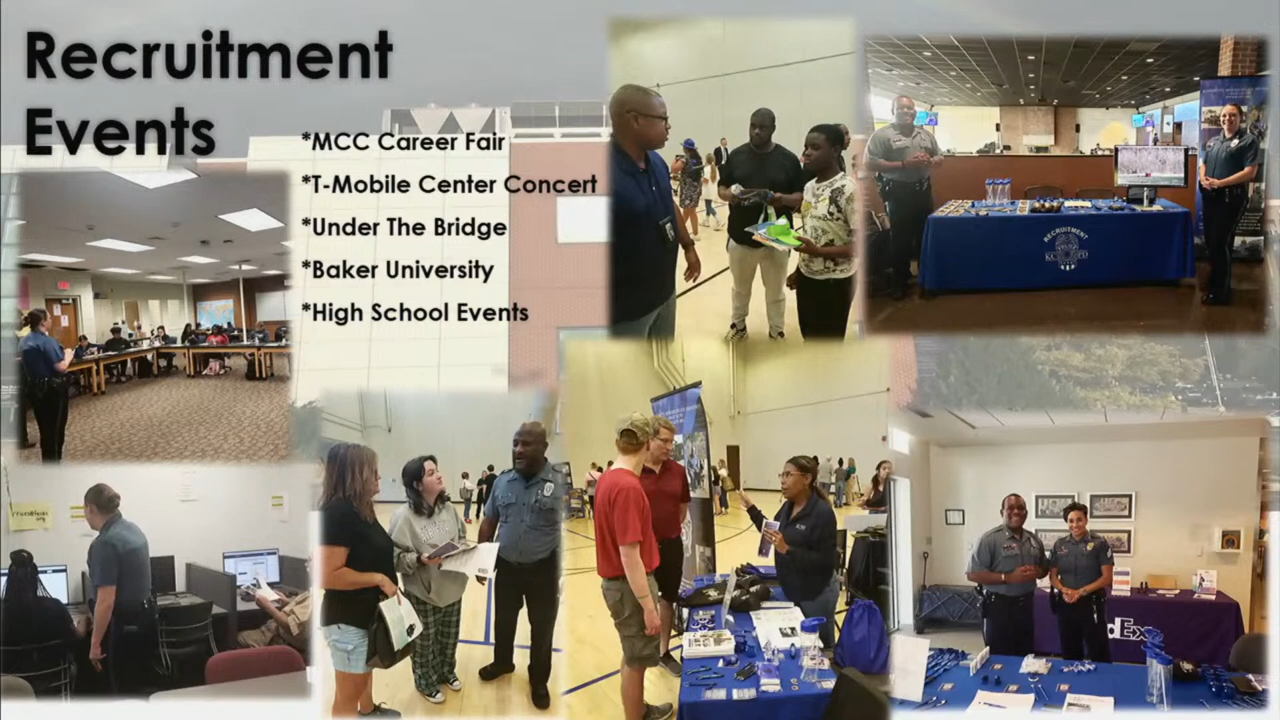 Recruitment
Events
*MCC Career Fair
*T-Mobile Center Concert
*Under The Bridge
*Baker University
*High School Events
RECRUITMENT